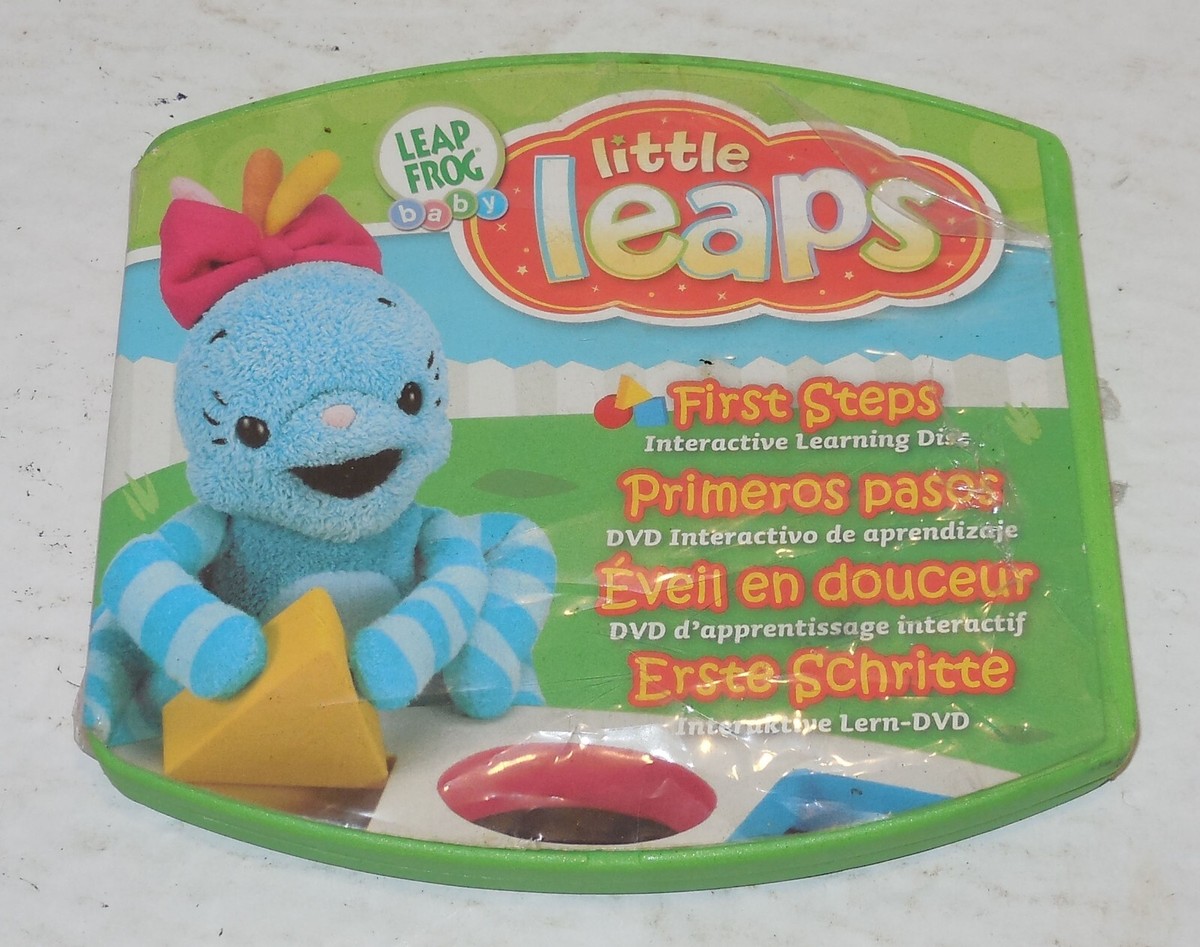 LEAP
FROG
baby
little
leaps
First Steps
Interactive Learning Disc
Primeros pasos
DVD Interactivo de aprendizaje
Éveil en douceur
DVD d'apprentissage interactif
Erste Schritte
Interaktive Lern-DVD